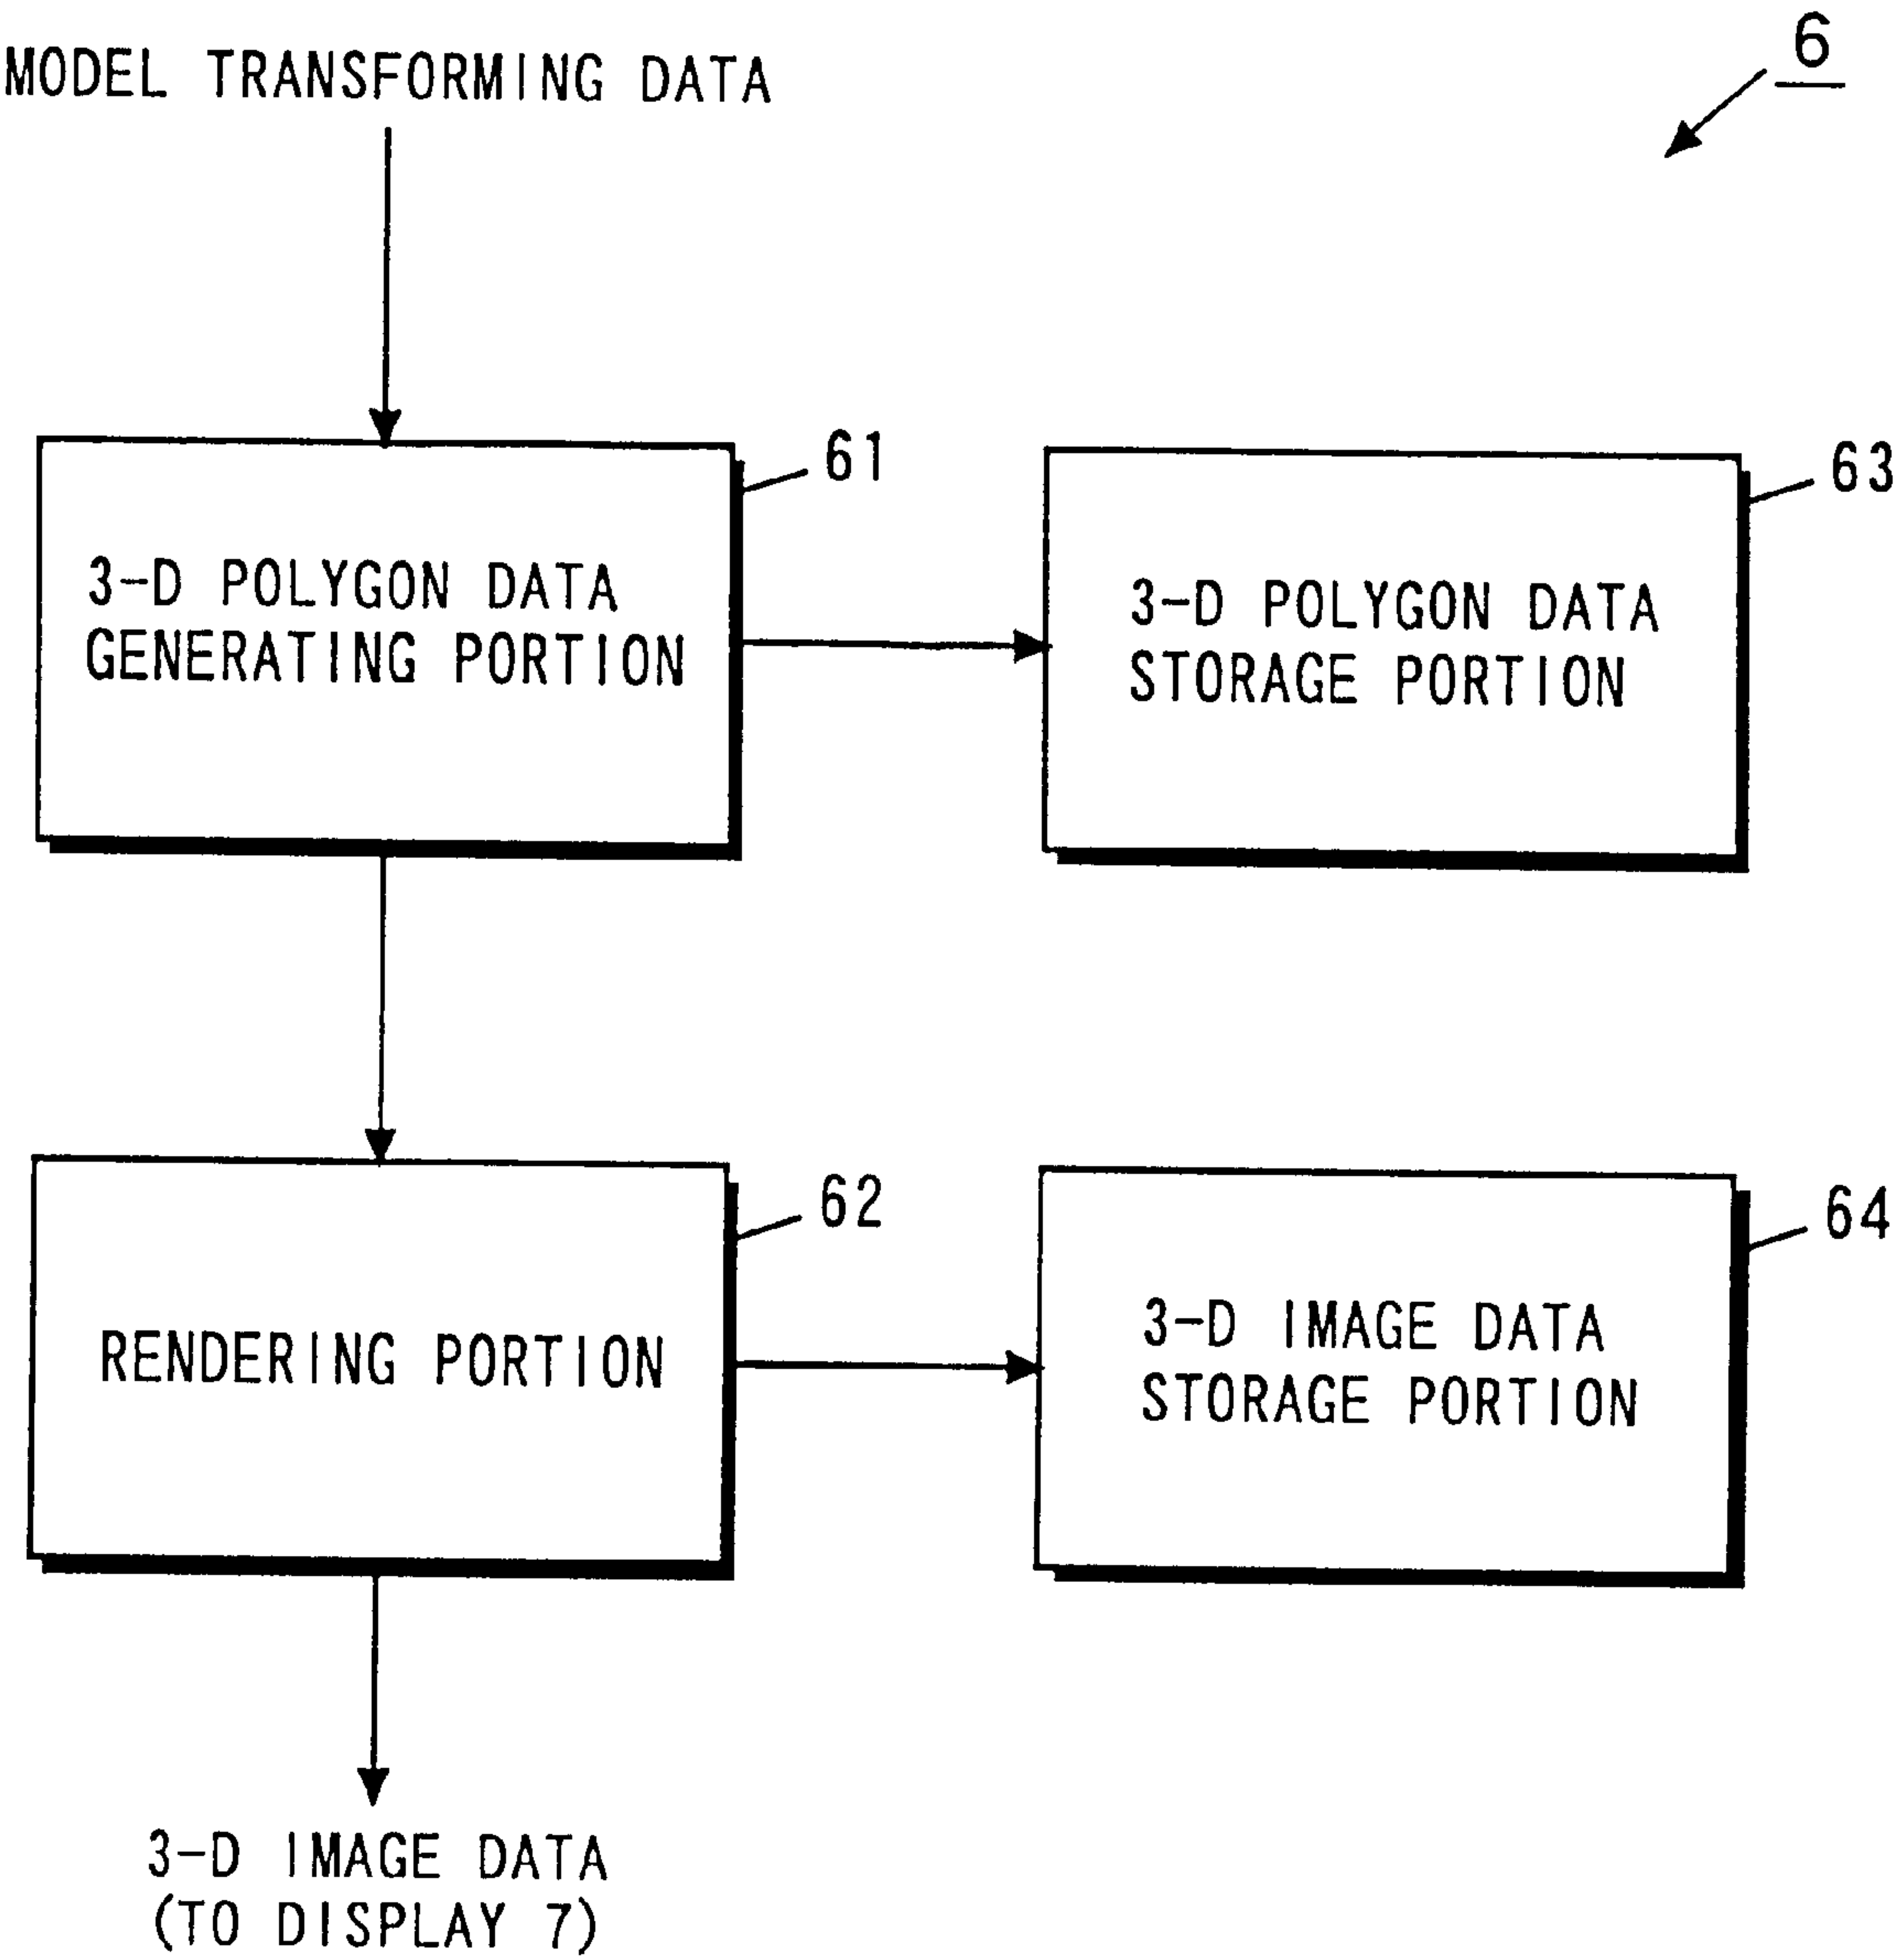 MODEL TRANSFORMING DATA
6
61
3-D POLYGON DATA
GENERATING PORTION
63
3-D POLYGON DATA
STORAGE PORTION
62
RENDERING PORTION
64
3-D IMAGE DATA
STORAGE PORTION
3-D IMAGE DATA
(TO DISPLAY 7)